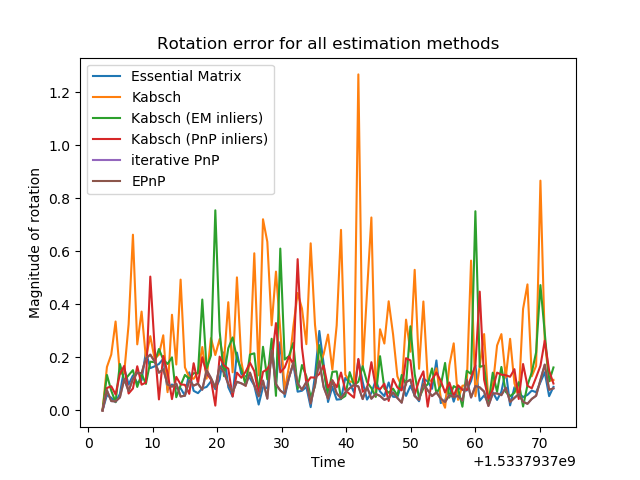 Rotation error for all estimation methods
Essential Matrix
Kabsch
Kabsch (EM inliers)
Kabsch (PnP inliers)
iterative PnP
EPnP
Magnitude of rotation
1.2
1.0
0.8
0.6
0.4
0.2
0.0
0 10 20 30 40 50 60 70
Time
+1.5337937e9